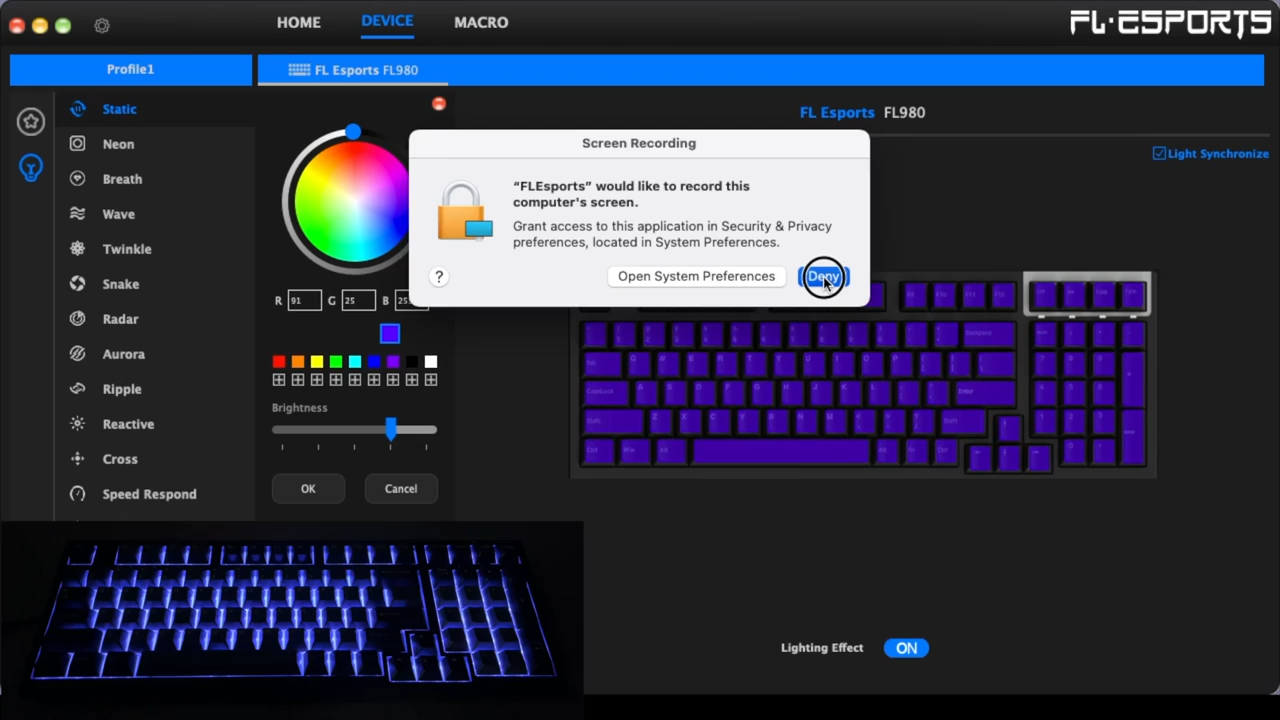 HOME
DEVICE
MACRO
FL·ESPORTS
Profile1
FL Esports FL980
Static
Neon
Breath
Wave
Twinkle
Snake
Radar
Aurora
Ripple
Reactive
Cross
Speed Respond
R 91 G 25 B
Brightness
OK
Cancel
Screen Recording
“FLEsports” would like to record this
computer's screen.
Grant access to this application in Security & Privacy
preferences, located in System Preferences.
?
Open System Preferences
Deny
FL Esports FL980
Light Synchronize
Backspace
Enter
Shift
Lighting Effect
ON